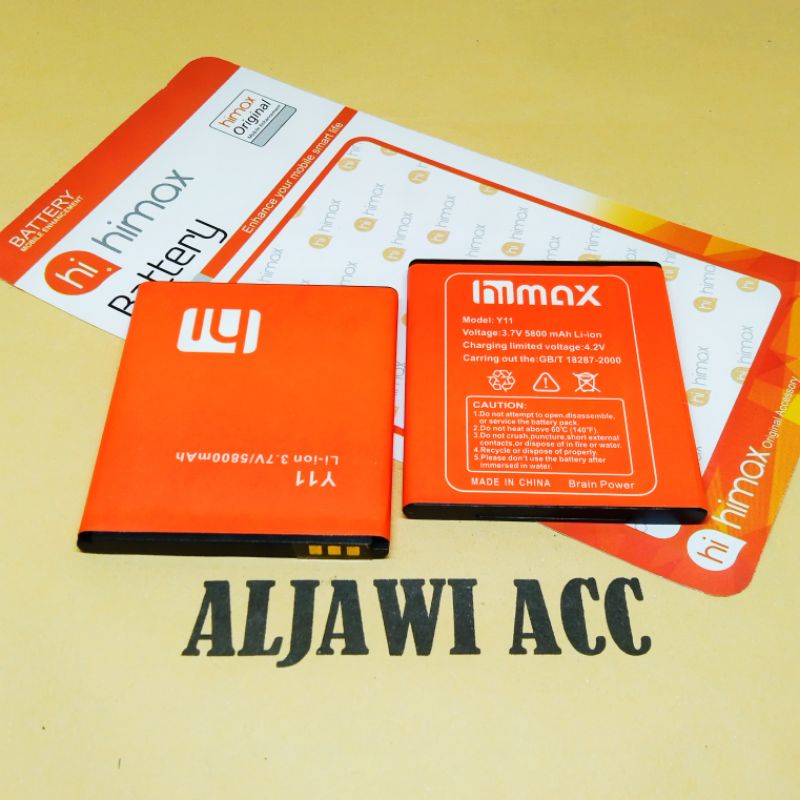 BATTERY
MOBILE ENHANCEMENT
hi himax
Battery
himax
Original
Mobile Entertainment
Enhance your mobile smart life
Y11
Li-ion 3.7V/5800mAh
himax
Model: Y11
Voltage:3.7V 5800 mAh Li-ion
Charging limited voltage:4.2V
Carrying out the:GB/T 18287-2000
CAUTION:
1.Do not attempt to open,disassemble,
or service the battery pack.
2.Do not heat above 60°C (140°F).
3.Do not crush,puncture,short external
contacts,or dispose of in fire or water.
4.Recycle or dispose of properly.
5.Please don't use the battery after
immersed in water.
MADE IN CHINA Brain Power
hi himax
Original Accessory
ALJAWI ACC